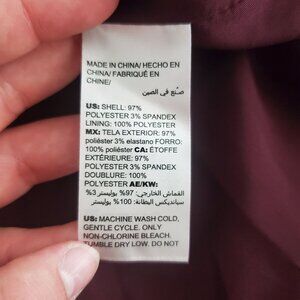 MADE IN CHINA/ HECHO EN
CHINA/ FABRIQUÉ EN
CHINE/
صنع في الصين
US: SHELL: 97%
POLYESTER 3% SPANDEX
LINING: 100% POLYESTER
MX: TELA EXTERIOR: 97%
poliéster 3% elastano FORRO:
100% poliéster CA: ÉTOFFE
EXTÉRIEURE: 97%
POLYESTER 3% SPANDEX
DOUBLURE: 100%
POLYESTER AE/KW:
القماش الخارجي: 97% بوليستر 3%
سباندكس البطانة: 100% بوليستر
US: MACHINE WASH COLD,
GENTLE CYCLE. ONLY
NON-CHLORINE BLEACH.
TUMBLE DRY LOW. DO NOT